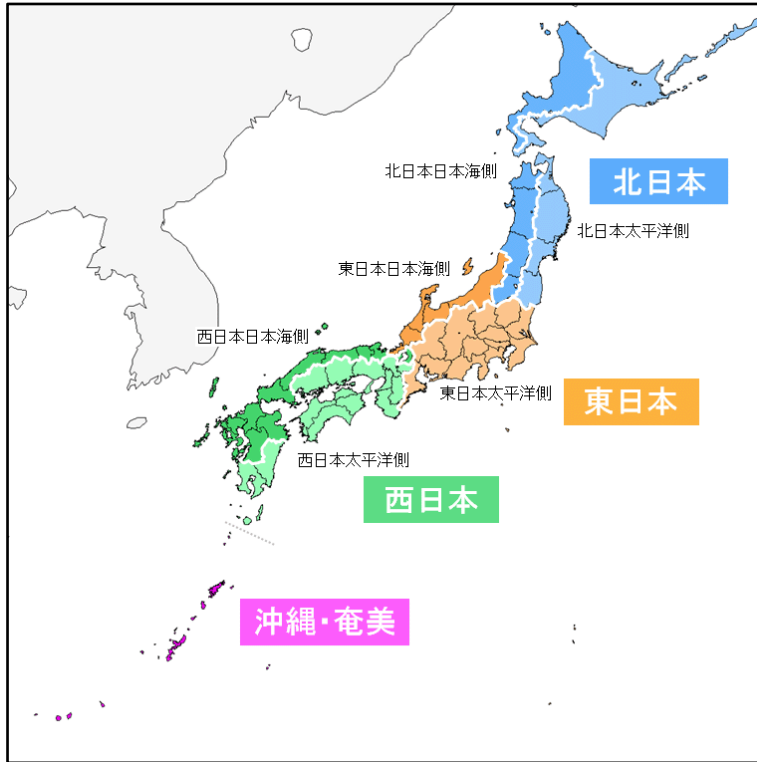 北日本日本海側
北日本
北日本太平洋側
東日本日本海側
西日本日本海側
東日本太平洋側
東日本
西日本太平洋側
西日本
沖縄・奄美